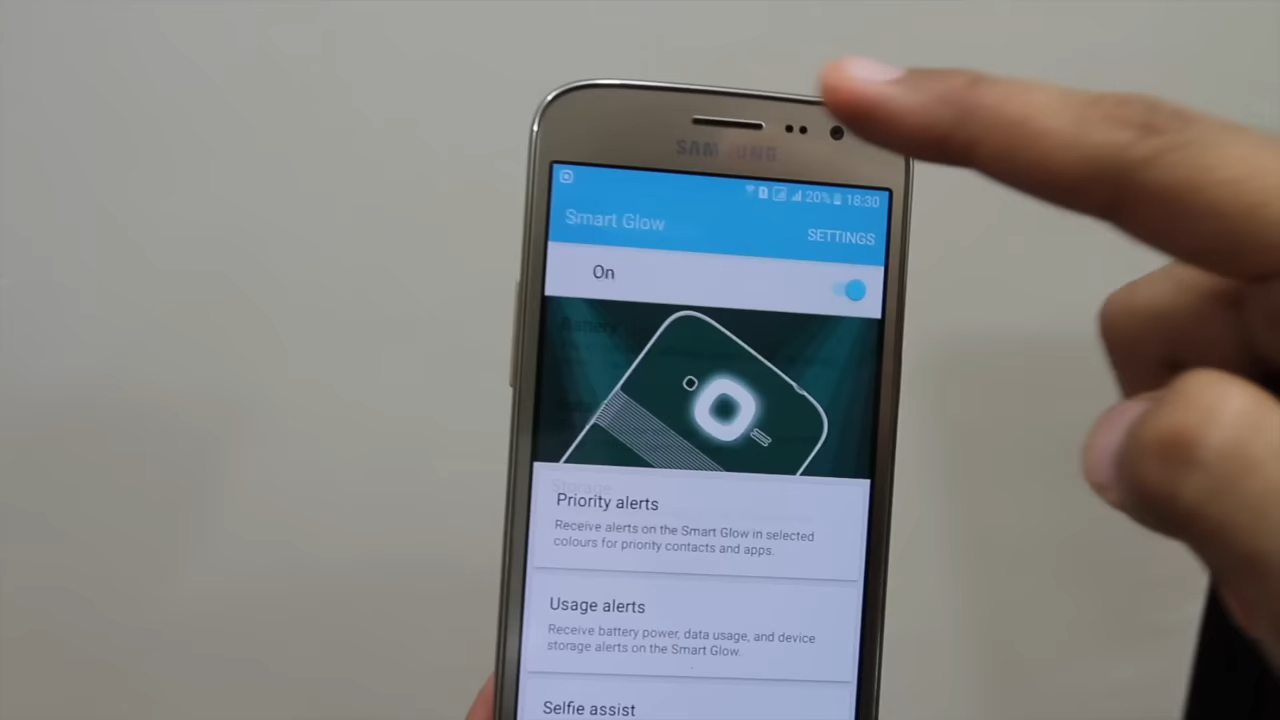 SAMSUNG
20% 18:30
Smart Glow
SETTINGS
On
Battery
Storage
Priority alerts
Receive alerts on the Smart Glow in selected
colours for priority contacts and apps.
Usage alerts
Receive battery power, data usage, and device
storage alerts on the Smart Glow.
Selfie assist